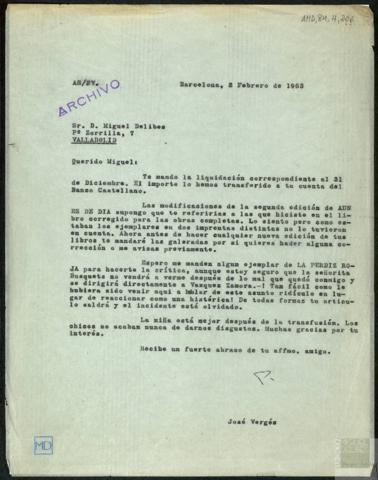 AMD,84,4,206
AS/EV.
Barcelona, 2 Febrero de 1963
ARCHIVO
Sr. D. Miguel Delibes
Pº Zorrilla, 7
VALLADOLID
Querido Miguel:
Te mando la liquidación correspondiente al 31
de Diciembre. El importe lo hemos transferido a tu cuenta del
Banco Castellano.
Las modificaciones de la segunda edición de AUN
ES DE DIA supongo que te referirías a las que hiciste en el li-
bro corregido para las obras completas. Lo siento pero como es-
taban los ejemplares en dos imprentas distintas no lo tuvieron
en cuenta. Ahora antes de hacer cualquier nueva edición de tus
libros te mandaré las galeradas por si quieres hacer alguna co-
rrección o me avisas previamente.
Espero me manden algun ejemplar de LA PERDIZ RO-
JA para hacerte la crítica, aunque estoy seguro que la señorita
Busquets no vendrá a verme después de lo mal que quedó conmigo y
se dirigirá directamente a Vazquez Zamora.-¡ Tan fácil como le
hubiera sido venir aquí a hablar de este asunto ridículo en lu-
gar de reaccionar como una histérica! De todas formas tu artícu-
lo saldrá y el incidente está olvidado.
La niña está mejor después de la transfusión. Los
chicos no acaban nunca de darnos disgustos. Muchas gracias por tu
interés.
Recibe un fuerte abrazo de tu affmo. amigo.
José Vergés
MD